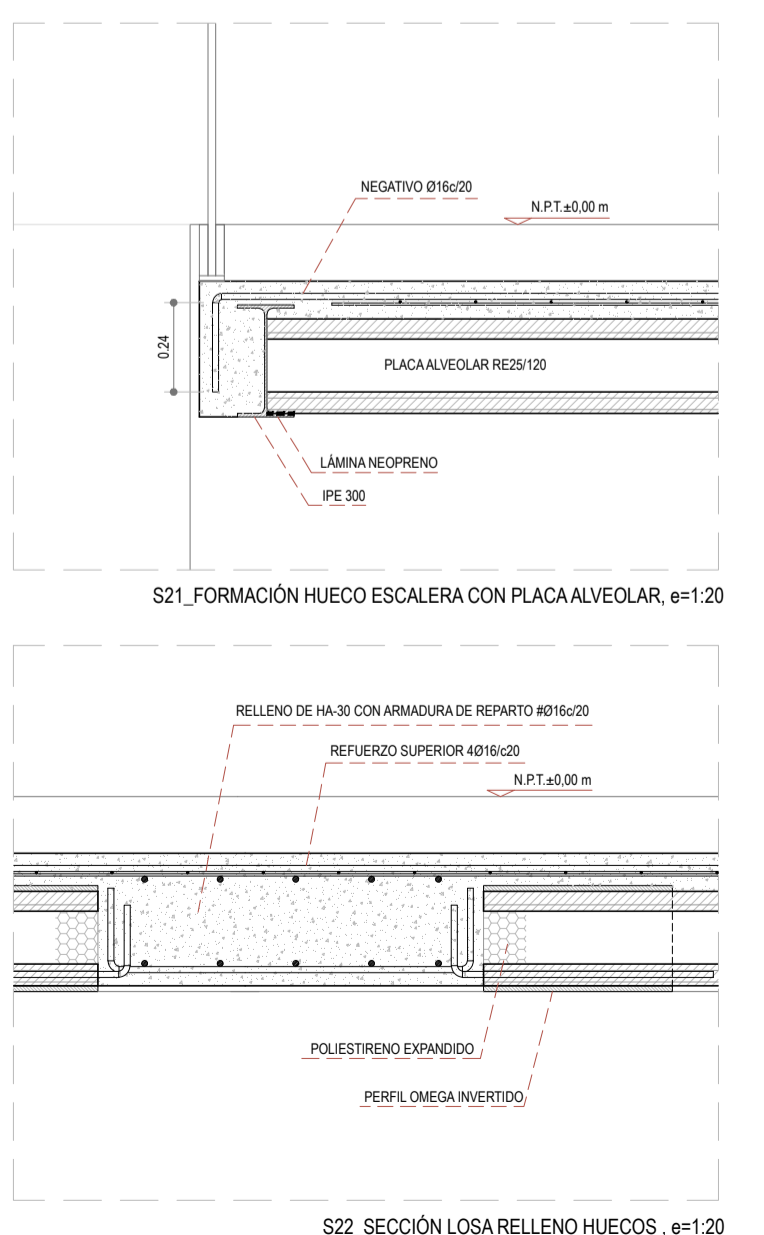 NEGATIVO Ø16c/20
N.P.T.±0,00 m
0.24
PLACA ALVEOLAR RE25/120
LÁMINA NEOPRENO
IPE 300
S21_FORMACIÓN HUECO ESCALERA CON PLACA ALVEOLAR, e=1:20
RELLENO DE HA-30 CON ARMADURA DE REPARTO #Ø16c/20
REFUERZO SUPERIOR 4Ø16/c20
N.P.T.±0,00 m
POLIESTIRENO EXPANDIDO
PERFIL OMEGA INVERTIDO
S22_SECCIÓN LOSA RELLENO HUECOS , e=1:20